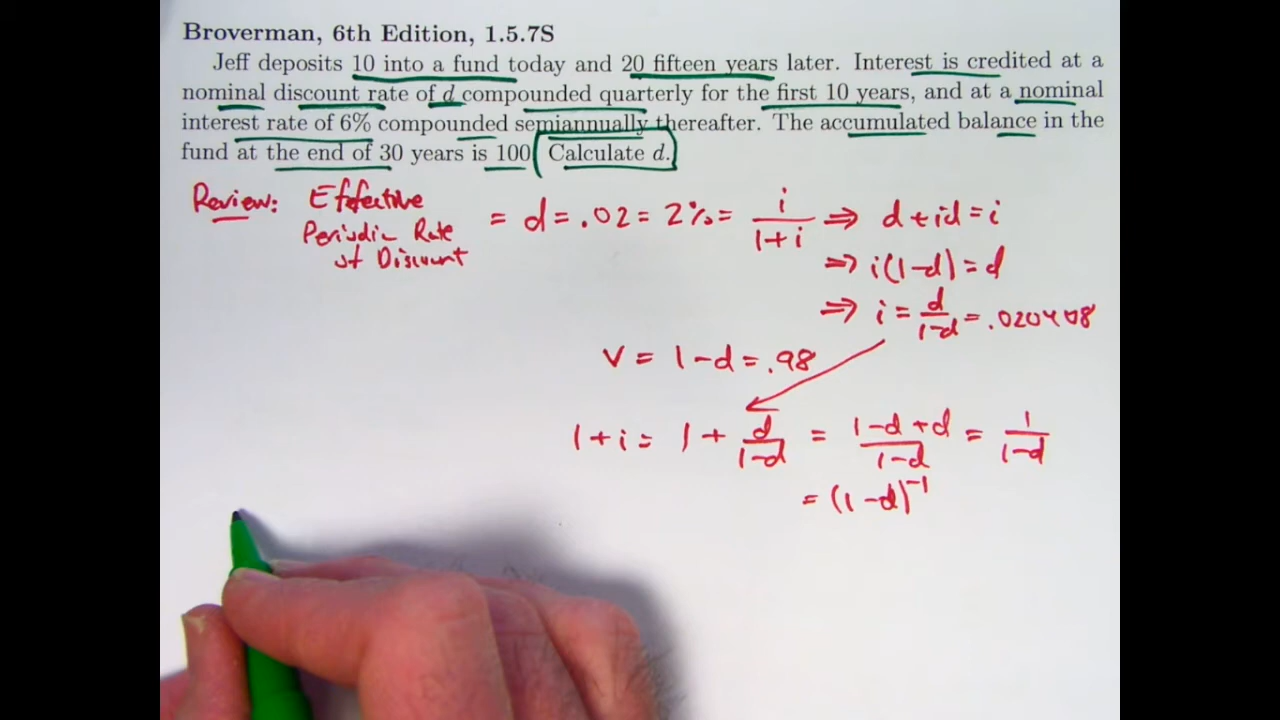 Broverman, 6th Edition, 1.5.7S
Jeff deposits 10 into a fund today and 20 fifteen years later. Interest is credited at a
nominal discount rate of d compounded quarterly for the first 10 years, and at a nominal
interest rate of 6% compounded semiannually thereafter. The accumulated balance in the
fund at the end of 30 years is 100. Calculate d.
Review: Effective
Periodic Rate
of Discount
= d = .02 = 2% = i/(1+i) ⇒ d + id = i
⇒ i(1-d) = d
⇒ i = d/(1-d) = .020408
V = 1-d = .98
1+i = 1 + d/(1-d) = (1-d+d)/(1-d) = 1/(1-d)
= (1-d)^-1